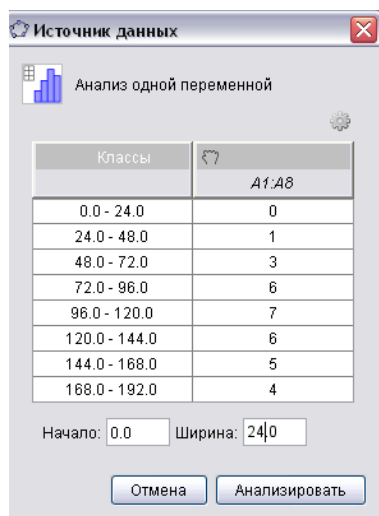 Источник данных
Анализ одной переменной
Классы
A1:A8
0.0 - 24.0 0
24.0 - 48.0 1
48.0 - 72.0 3
72.0 - 96.0 6
96.0 - 120.0 7
120.0 - 144.0 6
144.0 - 168.0 5
168.0 - 192.0 4
Начало: 0.0 Ширина: 24.0
Отмена Анализировать